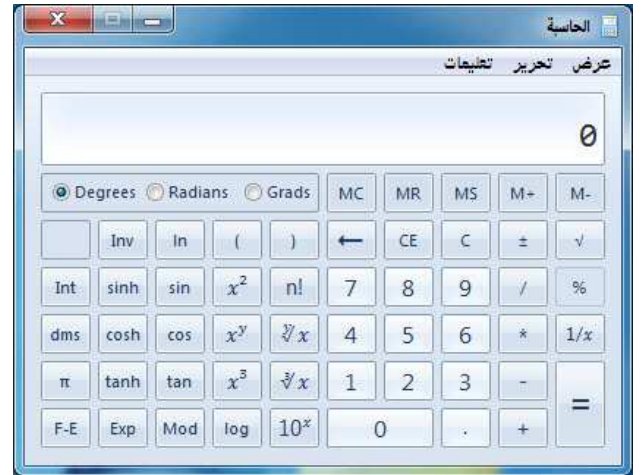 الحاسبة
عرض تحرير تعليمات
0
Degrees Radians Grads MC MR MS M+ M-
Inv In ( ) ← CE C ± √
Int sinh sin x² n! 7 8 9 / %
dms cosh cos xʸ ʸ√x 4 5 6 * 1/x
π tanh tan x³ ³√x 1 2 3 - =
F-E Exp Mod log 10ˣ 0 . +